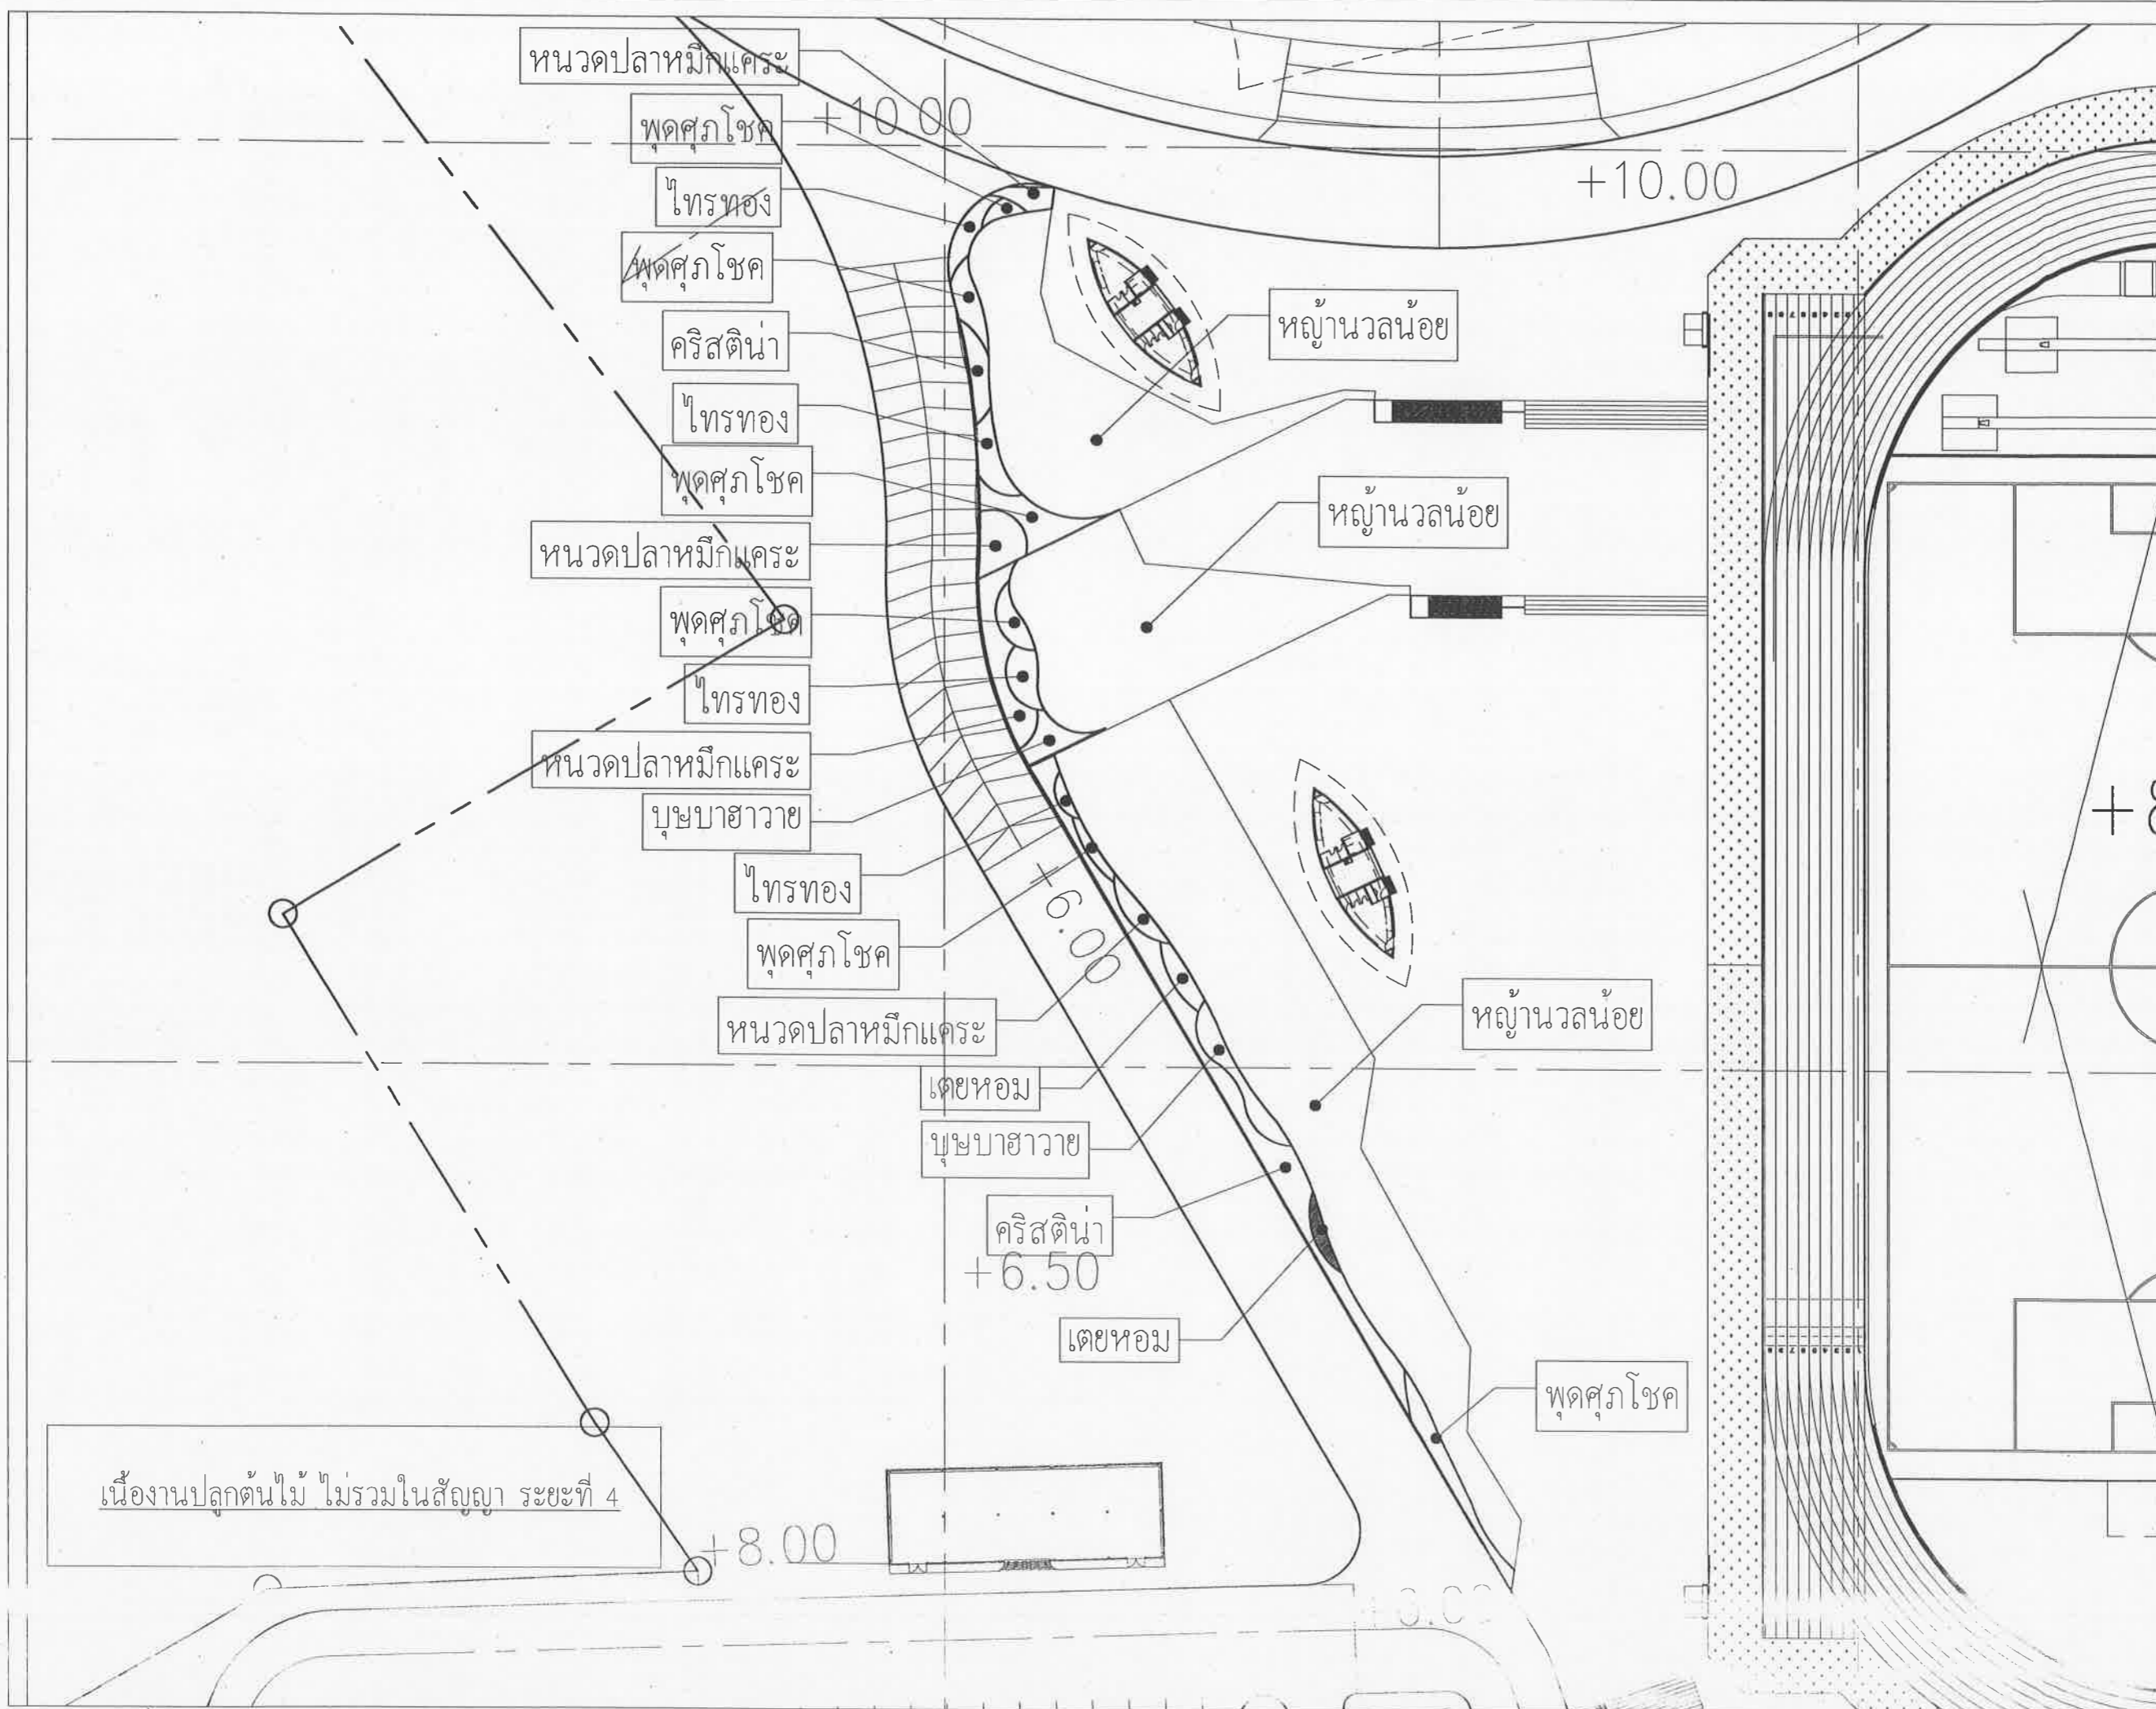 หนวดปลาหมึกแคระ
พุดศุภโชค
+10.00
+10.00
ไทรทอง
พุดศุภโชค
คริสติน่า
หญ้านวลน้อย
ไทรทอง
พุดศุภโชค
หญ้านวลน้อย
หนวดปลาหมึกแคระ
พุดศุภโชค
ไทรทอง
หนวดปลาหมึกแคระ
บุษบาฮาวาย
ไทรทอง
+6.00
พุดศุภโชค
หนวดปลาหมึกแคระ
หญ้านวลน้อย
เตยหอม
บุษบาฮาวาย
คริสติน่า
+6.50
เตยหอม
พุดศุภโชค
เนื้องานปลูกต้นไม้ ไม่รวมในสัญญา ระยะที่ 4
+8.00